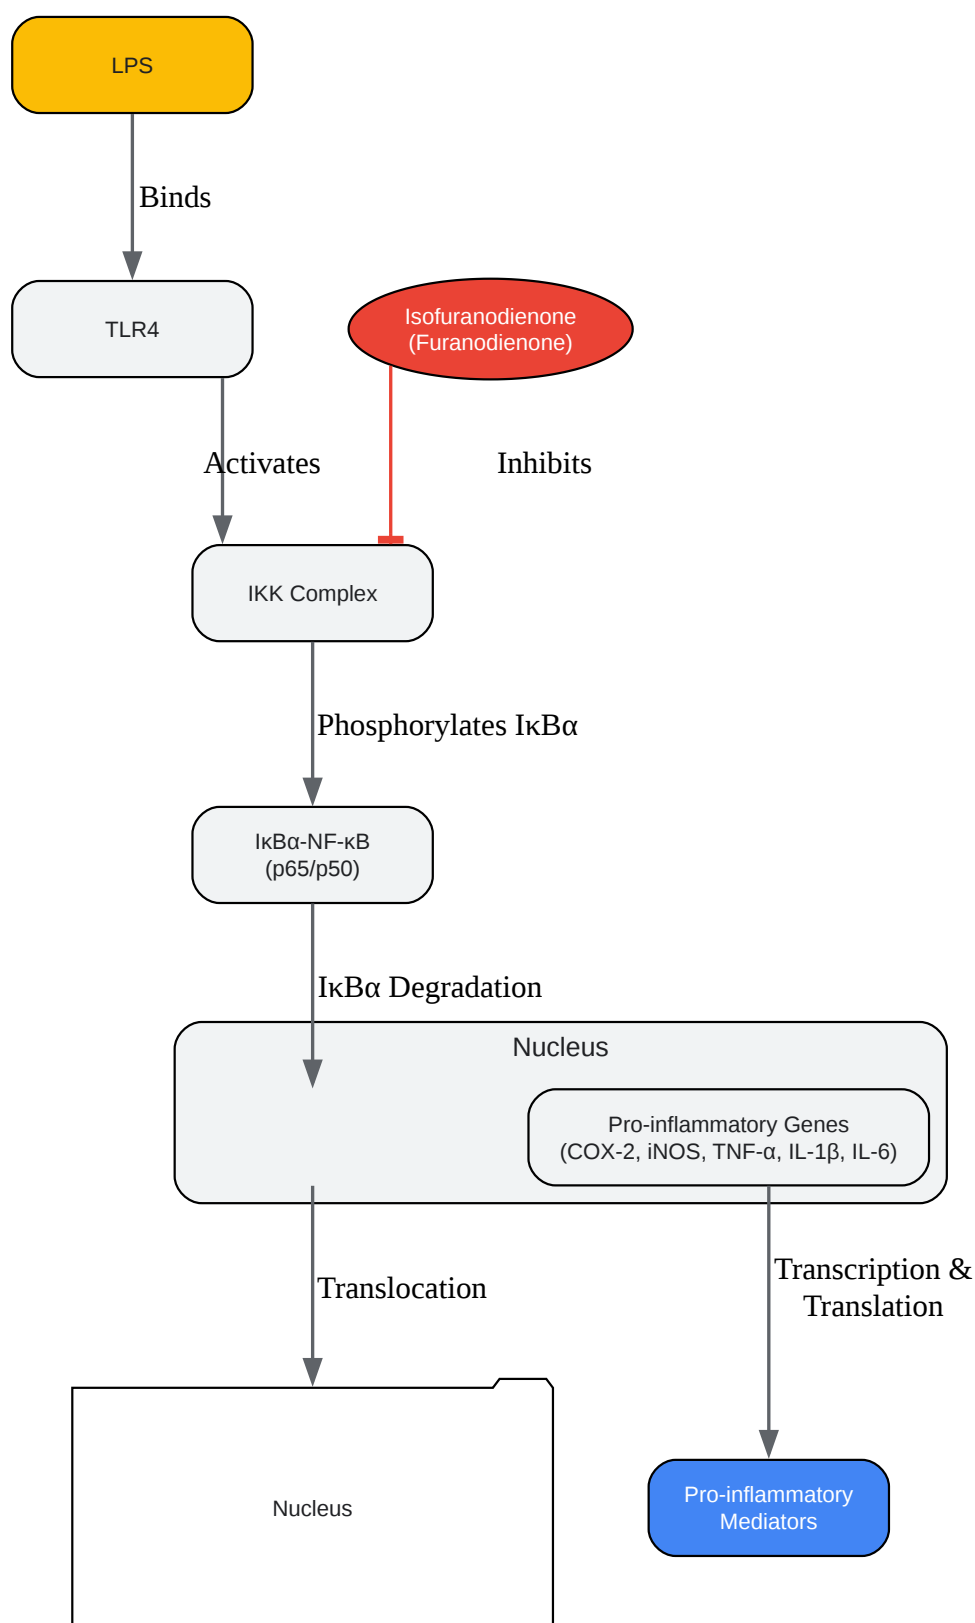 LPS
Binds
TLR4
Isofuranodienone
(Furanodienone)
Activates
Inhibits
IKK Complex
Phosphorylates IκBα
IκBα-NF-κB
(p65/p50)
IκBα Degradation
Nucleus
Pro-inflammatory Genes
(COX-2, iNOS, TNF-α, IL-1β, IL-6)
Translocation
Transcription &
Translation
Nucleus
Pro-inflammatory
Mediators